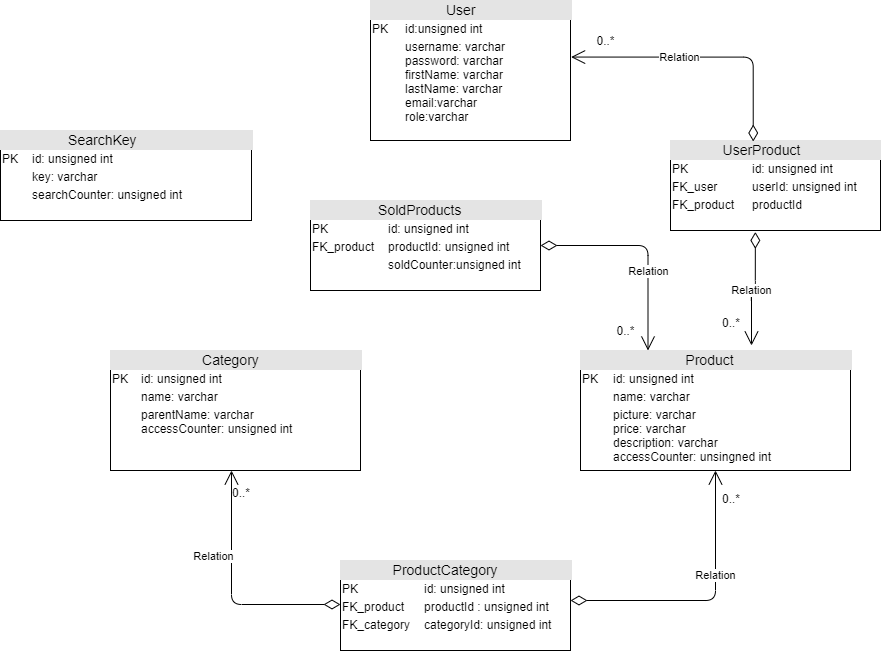 User
PK id:unsigned int
username: varchar
password: varchar
firstName: varchar
lastName: varchar
email:varchar
role:varchar
0..*
Relation
SearchKey
PK id: unsigned int
key: varchar
searchCounter: unsigned int
UserProduct
PK id: unsigned int
FK_user userId: unsigned int
FK_product productId
SoldProducts
PK id: unsigned int
FK_product productId: unsigned int
soldCounter:unsigned int
Relation
0..*
Relation
0..*
Category
PK id: unsigned int
name: varchar
parentName: varchar
accessCounter: unsigned int
Product
PK id: unsigned int
name: varchar
picture: varchar
price: varchar
description: varchar
accessCounter: unsingned int
0..*
Relation
0..*
Relation
ProductCategory
PK id: unsigned int
FK_product productId : unsigned int
FK_category categoryId: unsigned int